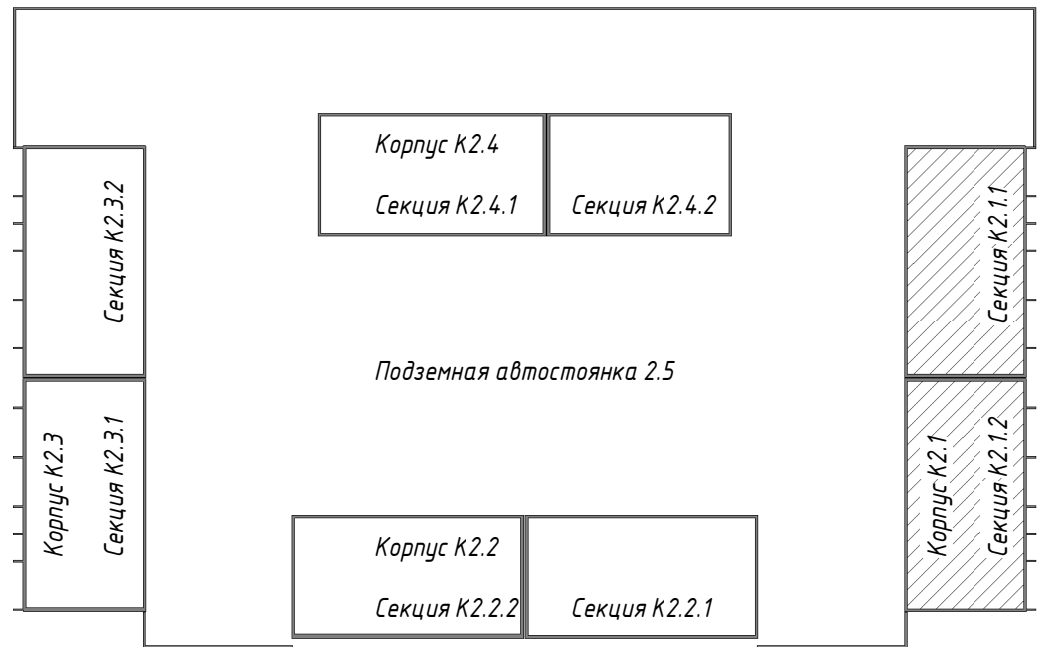 Корпус К2.4
Секция К2.4.1
Секция К2.4.2
Секция К2.3.2
Секция К2.1.1
Подземная автостоянка 2.5
Корпус К2.3
Секция К2.3.1
Корпус К2.1
Секция К2.1.2
Корпус К2.2
Секция К2.2.2
Секция К2.2.1